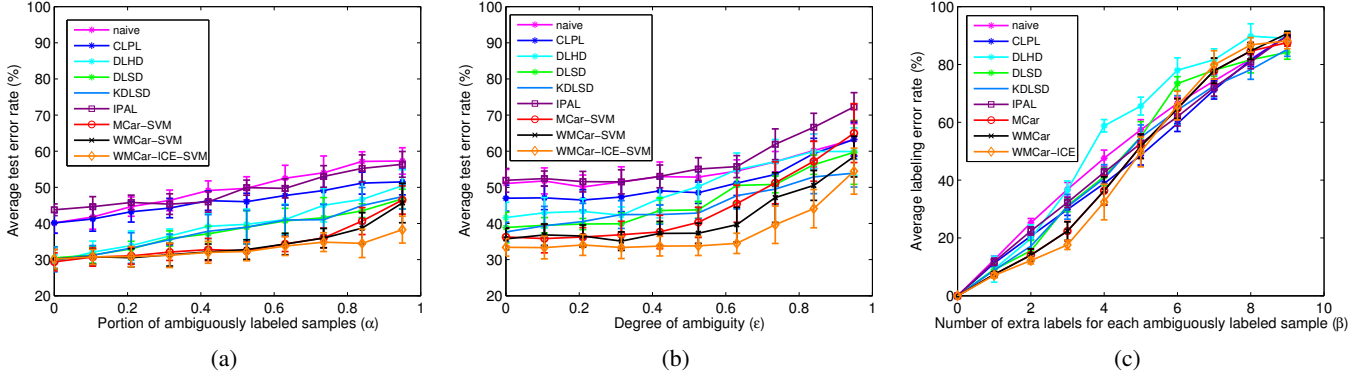 100
90
80
70
60
50
40
30
20
0
0.2
0.4
0.6
0.8
1
Average test error rate (%)
Portion of ambiguously labeled samples (α)
naive
CLPL
DLHD
DLSD
KDLSD
IPAL
MCar−SVM
WMCar−SVM
WMCar−ICE−SVM
(a)
100
90
80
70
60
50
40
30
20
0
0.2
0.4
0.6
0.8
1
Average test error rate (%)
Degree of ambiguity (ε)
naive
CLPL
DLHD
DLSD
KDLSD
IPAL
MCar−SVM
WMCar−SVM
WMCar−ICE−SVM
(b)
100
80
60
40
20
0
0
2
4
6
8
10
Average labeling error rate (%)
Number of extra labels for each ambiguously labeled sample (β)
naive
CLPL
DLHD
DLSD
KDLSD
IPAL
MCar
WMCar
WMCar−ICE
(c)